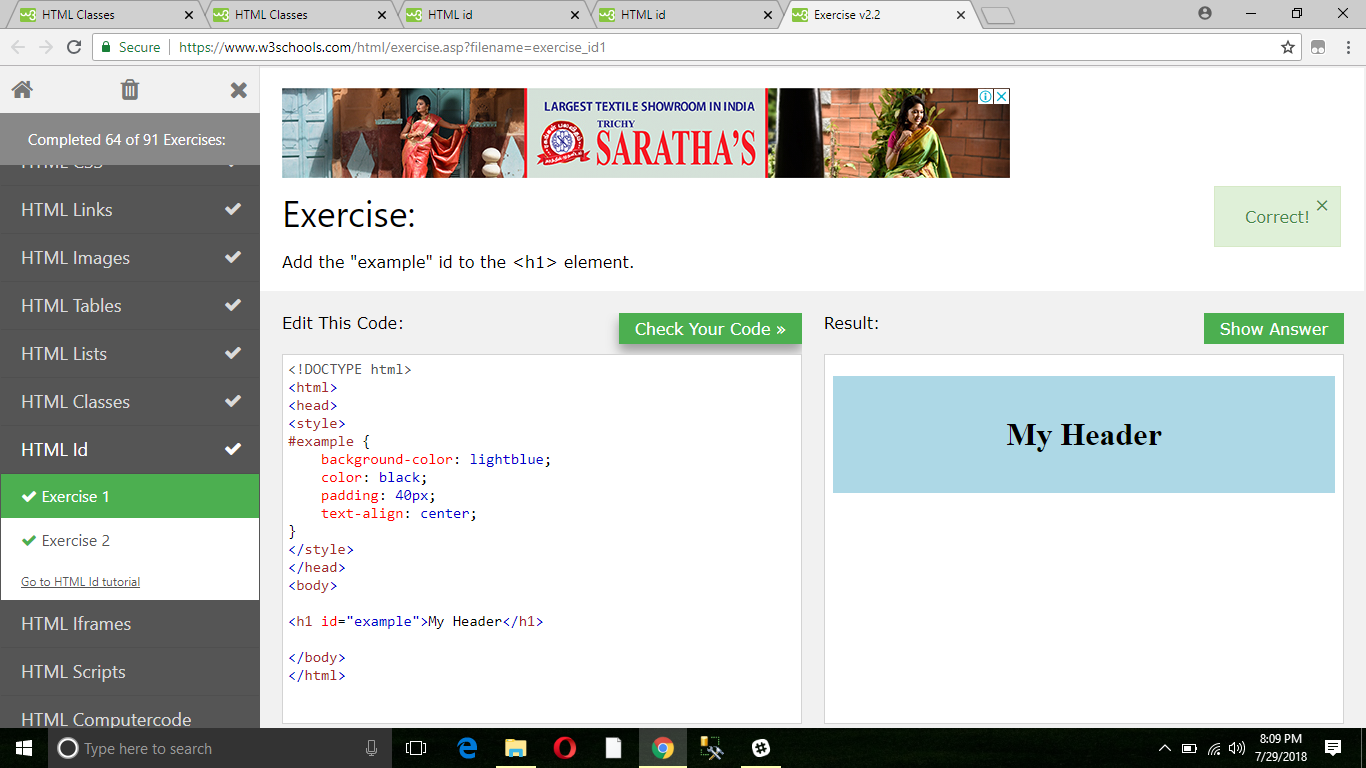 HTML Classes
HTML Classes
HTML id
HTML id
Exercise v2.2
Secure
https://www.w3schools.com/html/exercise.asp?filename=exercise_id1
Completed 64 of 91 Exercises:
HTML CSS
HTML Links
HTML Images
HTML Tables
HTML Lists
HTML Classes
HTML Id
Exercise 1
Exercise 2
Go to HTML Id tutorial
HTML Iframes
HTML Scripts
HTML Computercode
LARGEST TEXTILE SHOWROOM IN INDIA
TRICHY
SARATHA'S
Exercise:
Correct!
Add the "example" id to the <h1> element.
Edit This Code:
Check Your Code »
<!DOCTYPE html>
<html>
<head>
<style>
#example {
    background-color: lightblue;
    color: black;
    padding: 40px;
    text-align: center;
}
</style>
</head>
<body>
<h1 id="example">My Header</h1>
</body>
</html>
Result:
Show Answer
My Header
Type here to search
8:09 PM
7/29/2018